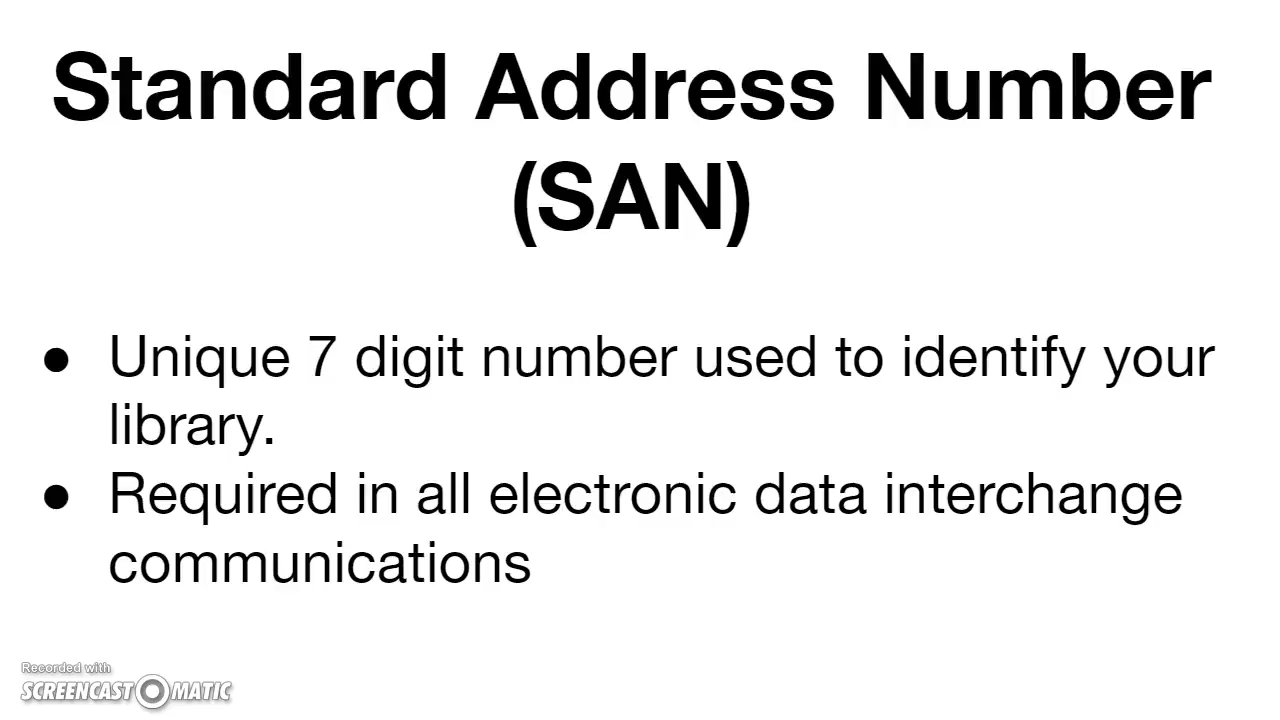 Standard Address Number
(SAN)
● Unique 7 digit number used to identify your
library.
● Required in all electronic data interchange
communications
Recorded with
SCREENCAST MATIC